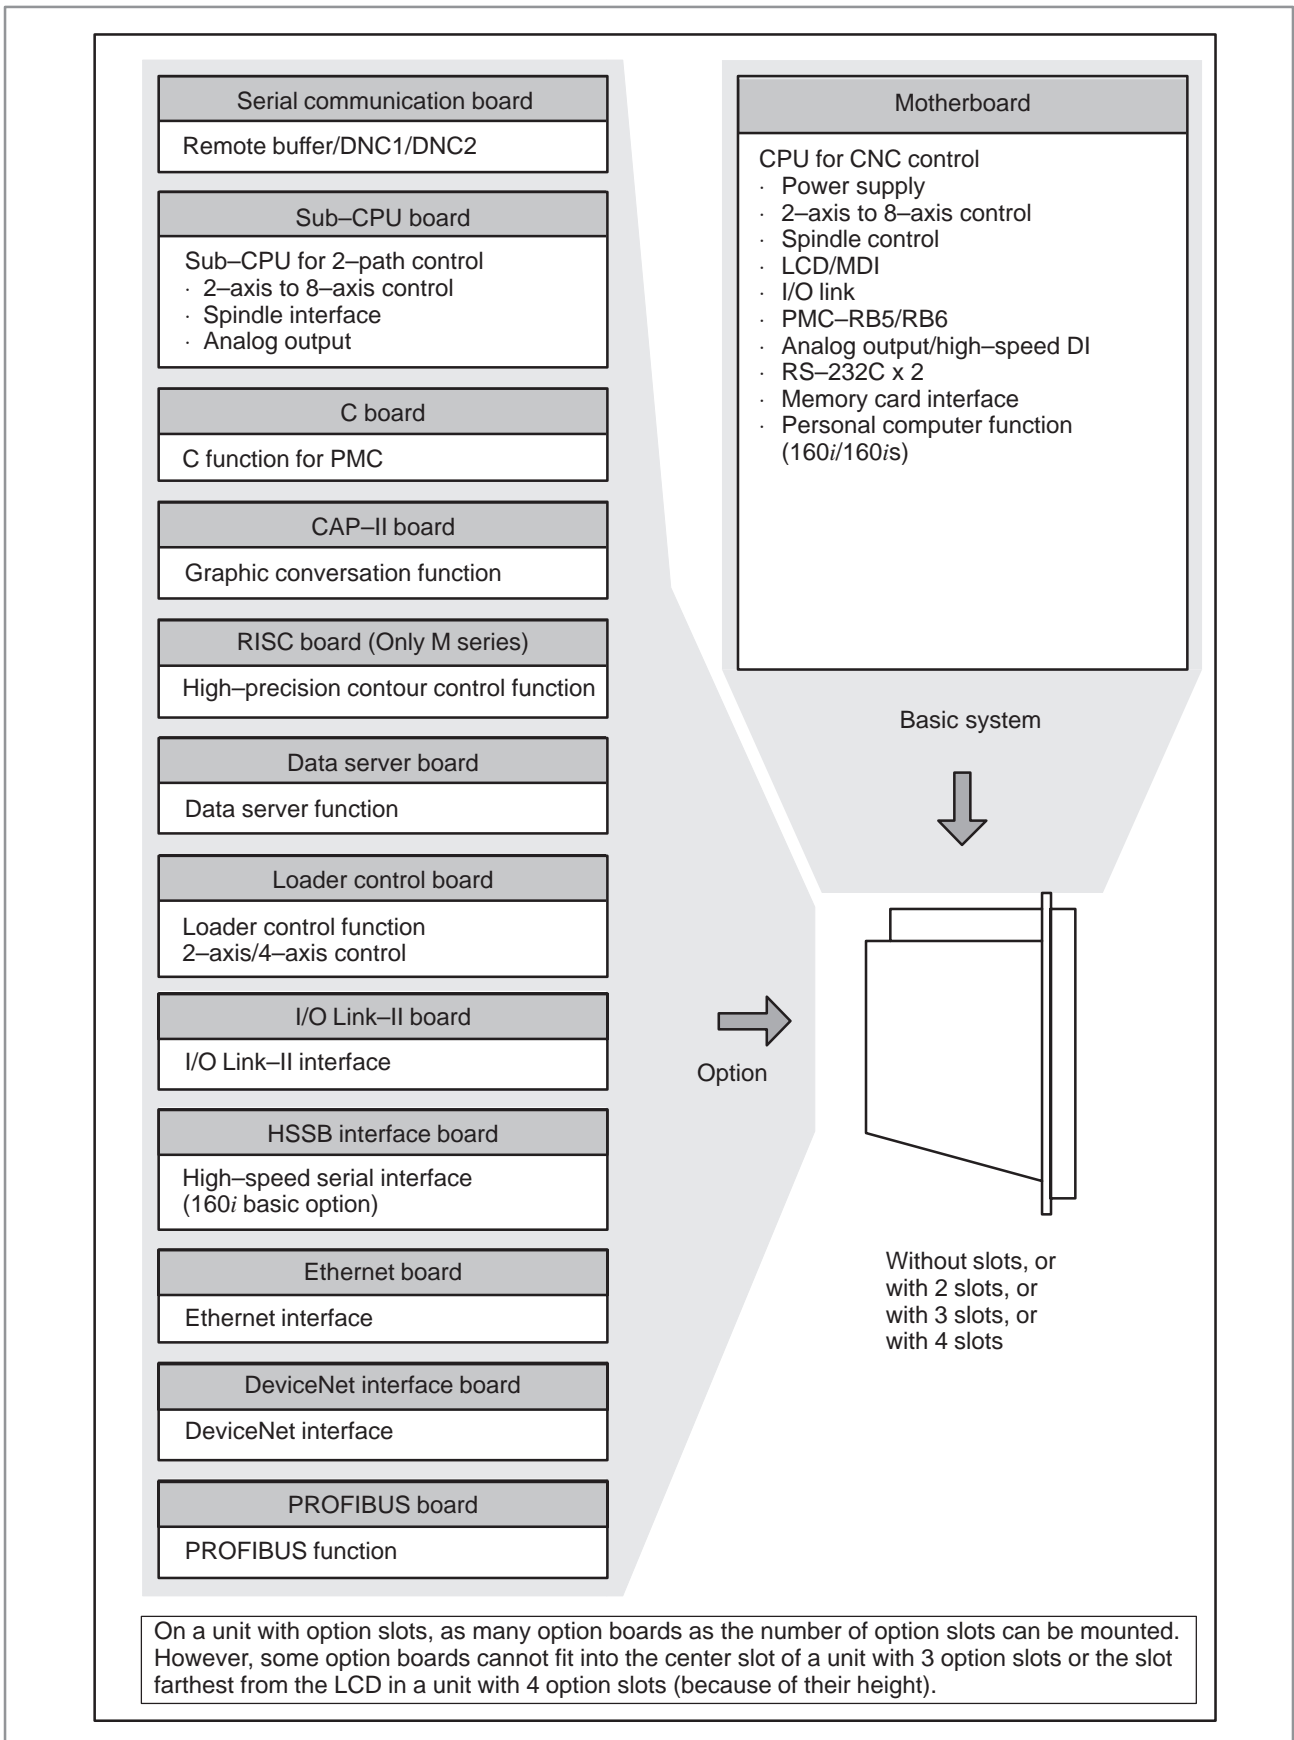 Serial communication board
Remote buffer/DNC1/DNC2
Sub–CPU board
Sub–CPU for 2–path control
· 2–axis to 8–axis control
· Spindle interface
· Analog output
C board
C function for PMC
CAP–II board
Graphic conversation function
RISC board (Only M series)
High–precision contour control function
Data server board
Data server function
Loader control board
Loader control function
2–axis/4–axis control
I/O Link–II board
I/O Link–II interface
HSSB interface board
High–speed serial interface
(160i basic option)
Ethernet board
Ethernet interface
DeviceNet interface board
DeviceNet interface
PROFIBUS board
PROFIBUS function
Motherboard
CPU for CNC control
· Power supply
· 2–axis to 8–axis control
· Spindle control
· LCD/MDI
· I/O link
· PMC–RB5/RB6
· Analog output/high–speed DI
· RS–232C x 2
· Memory card interface
· Personal computer function
(160i/160is)
Basic system
Option
Without slots, or
with 2 slots, or
with 3 slots, or
with 4 slots
On a unit with option slots, as many option boards as the number of option slots can be mounted.
However, some option boards cannot fit into the center slot of a unit with 3 option slots or the slot
farthest from the LCD in a unit with 4 option slots (because of their height).